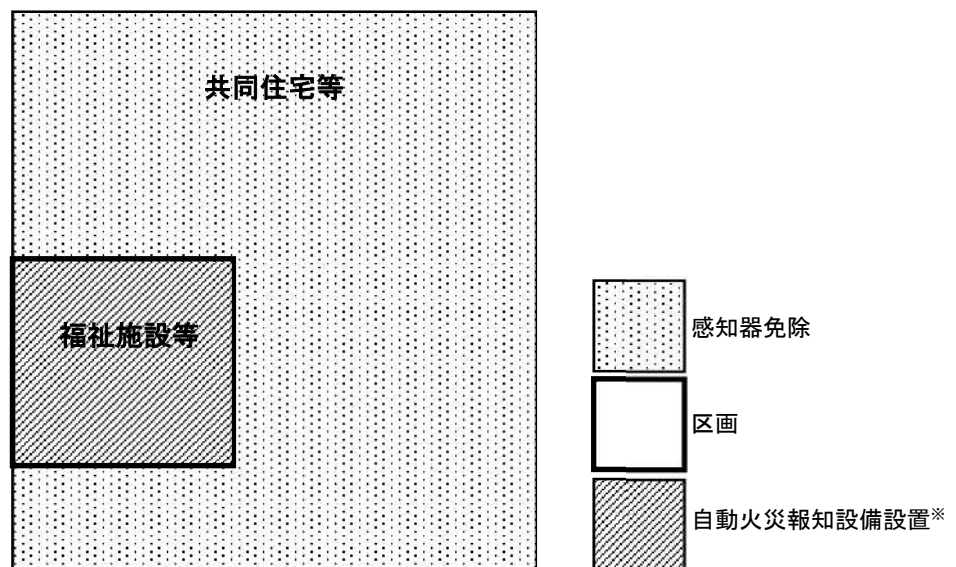 共同住宅等
福祉施設等
感知器免除
区画
自動火災報知設備設置※